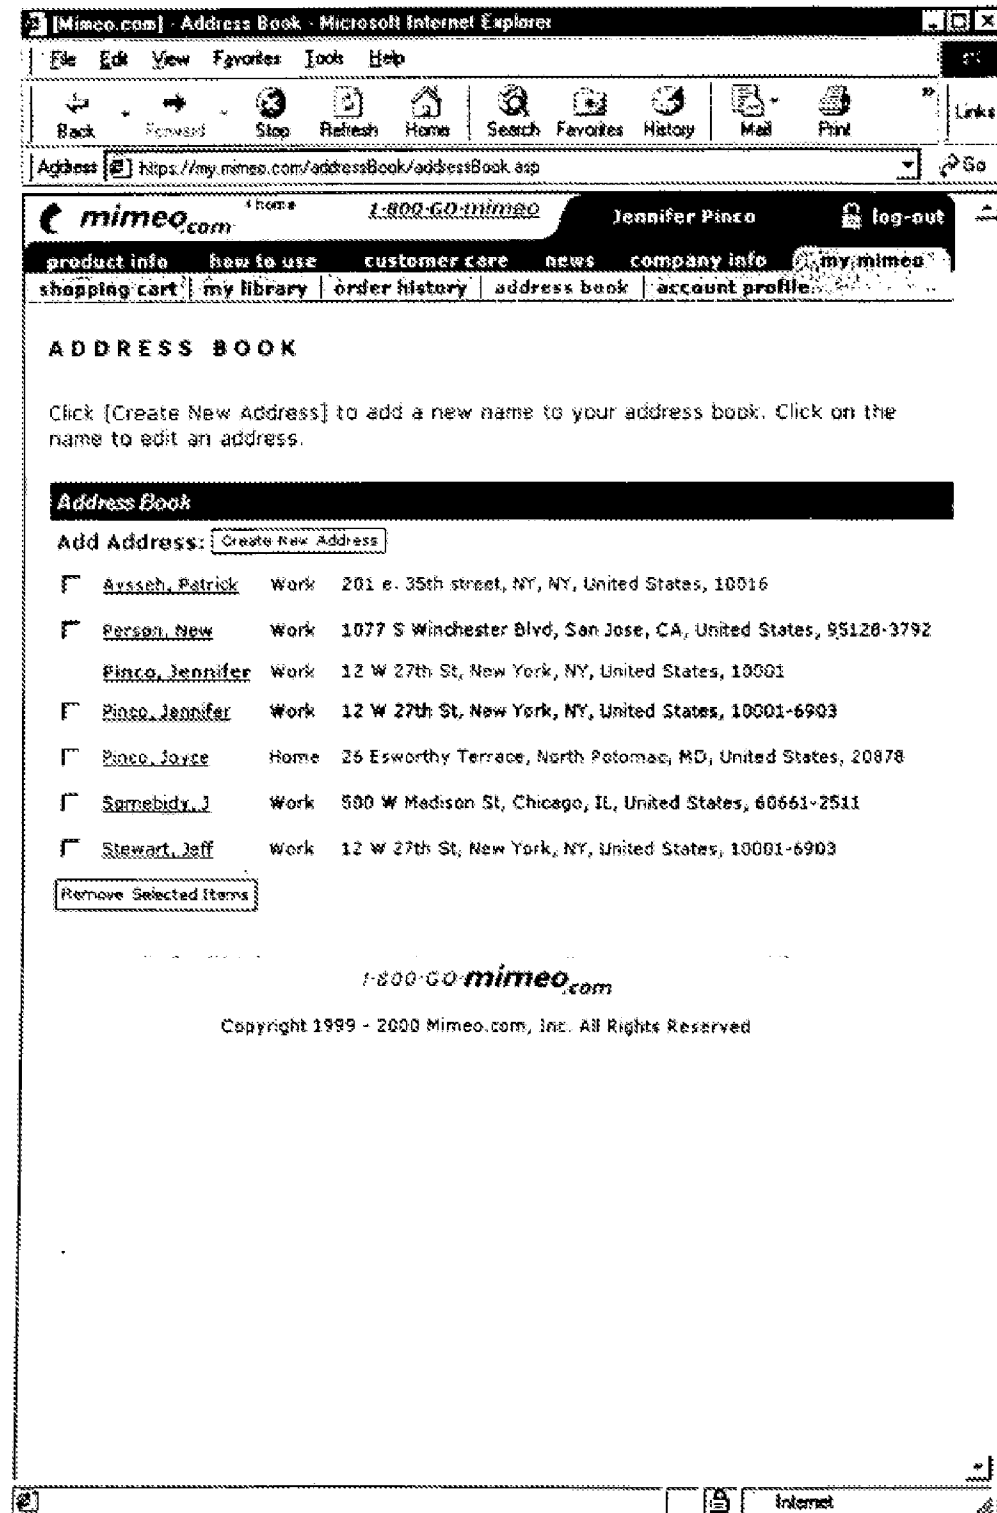 [Mimeo.com] - Address Book - Microsoft Internet Explorer
File Edit View Favorites Tools Help
Back Forward Stop Refresh Home Search Favorites History Mail Print » Links
Address https://my.mimeo.com/addressBook/addressBook.asp Go
mimeo.com home 1-800-GO-mimeo Jennifer Pinco log-out
product info how to use customer care news company info my mimeo
shopping cart | my library | order history | address book | account profile
ADDRESS BOOK
Click [Create New Address] to add a new name to your address book. Click on the
name to edit an address.
Address Book
Add Address: Create New Address
Aysseh, Patrick Work 201 e. 35th street, NY, NY, United States, 10016
Person, New Work 1077 S Winchester Blvd, San Jose, CA, United States, 95128-3792
Pinco, Jennifer Work 12 W 27th St, New York, NY, United States, 10001
Pinco, Jennifer Work 12 W 27th St, New York, NY, United States, 10001-6903
Pinco, Joyce Home 26 Esworthy Terrace, North Potomac, MD, United States, 20878
Somebidy, J Work 500 W Madison St, Chicago, IL, United States, 60661-2511
Stewart, Jeff Work 12 W 27th St, New York, NY, United States, 10001-6903
Remove Selected Items
1-800-GO-mimeo.com
Copyright 1999 - 2000 Mimeo.com, Inc. All Rights Reserved
Internet